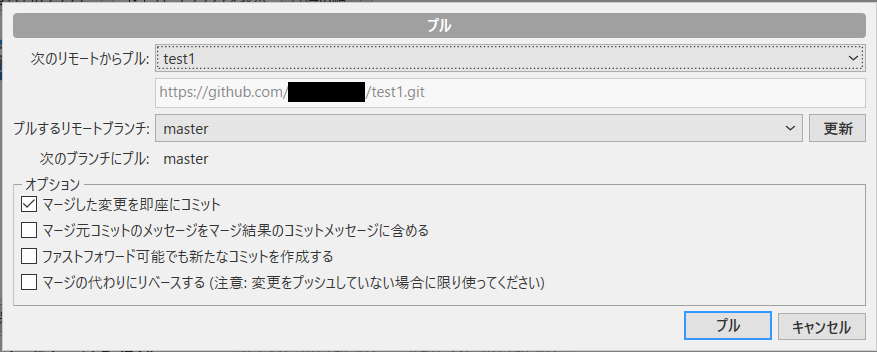 プル
次のリモートからプル: test1
https://github.com/ /test1.git
プルするリモートブランチ: master 更新
次のブランチにプル: master
オプション
マージした変更を即座にコミット
マージ元コミットのメッセージをマージ結果のコミットメッセージに含める
ファストフォワード可能でも新たなコミットを作成する
マージの代わりにリベースする (注意: 変更をプッシュしていない場合に限り使ってください)
プル キャンセル